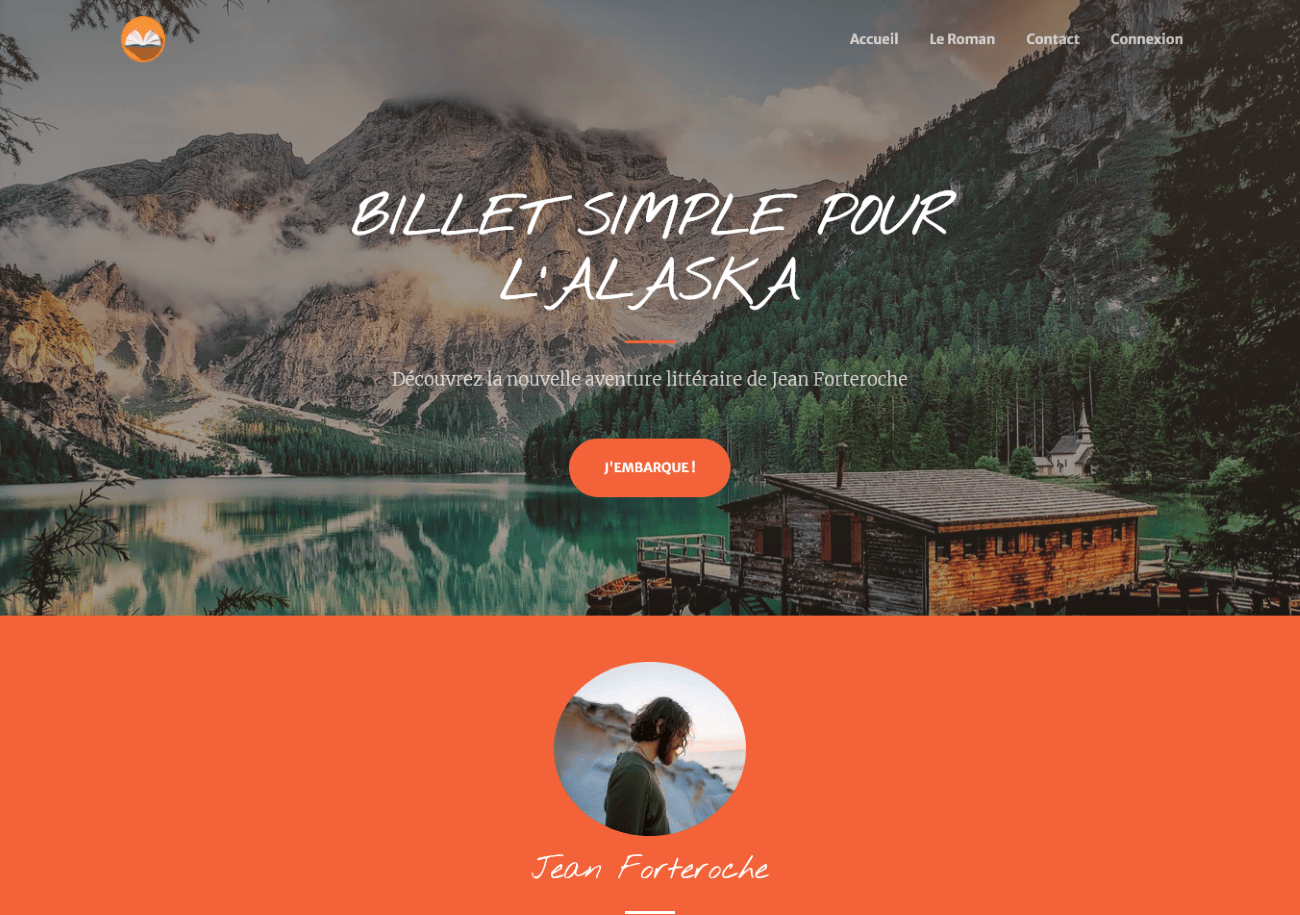 Accueil Le Roman Contact Connexion
BILLET SIMPLE POUR
L'ALASKA
Découvrez la nouvelle aventure littéraire de Jean Forteroche
J'EMBARQUE !
Jean Forteroche